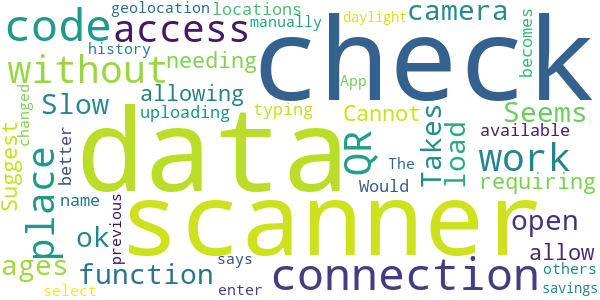 geolocation
locations
daylight
camera
code
access
manually
becomes
history
check
without
needing
App
allowing
Slow
uploading
typing
Cannot
Seems
changed
data
QR
Takes
load
available
Suggest
better
place
The
work
Would
requiring
name
scanner
ok
previous
open
ages
function
says
connection
allow
others
select
enter
savings